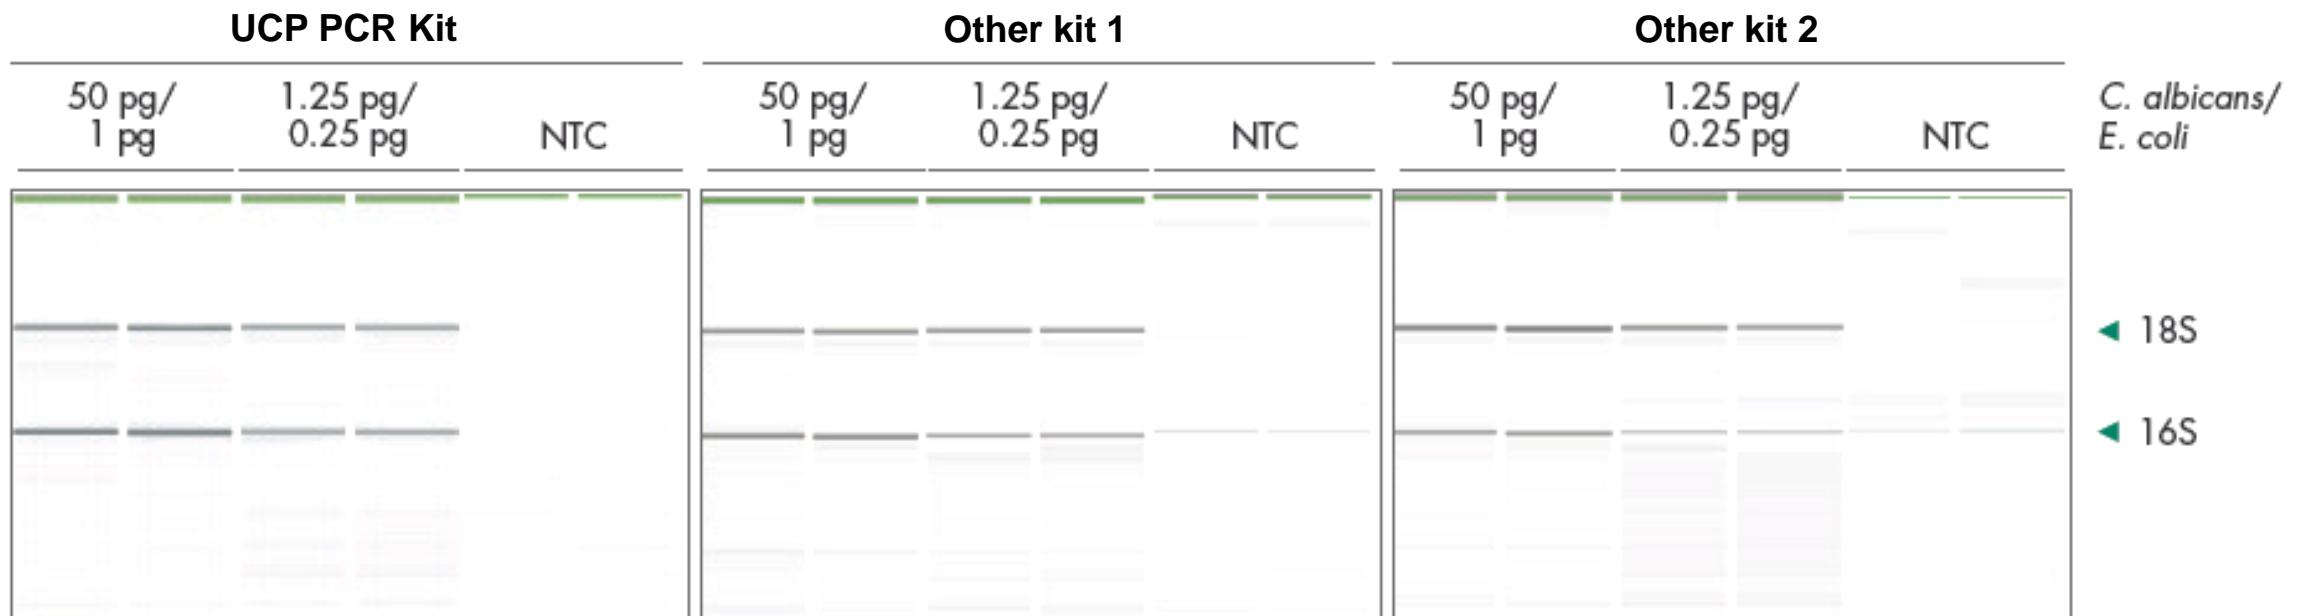 UCP PCR Kit
Other kit 1
Other kit 2
50 pg/
1 pg
1.25 pg/
0.25 pg
NTC
50 pg/
1 pg
1.25 pg/
0.25 pg
NTC
50 pg/
1 pg
1.25 pg/
0.25 pg
NTC
C. albicans/
E. coli
◄ 18S
◄ 16S